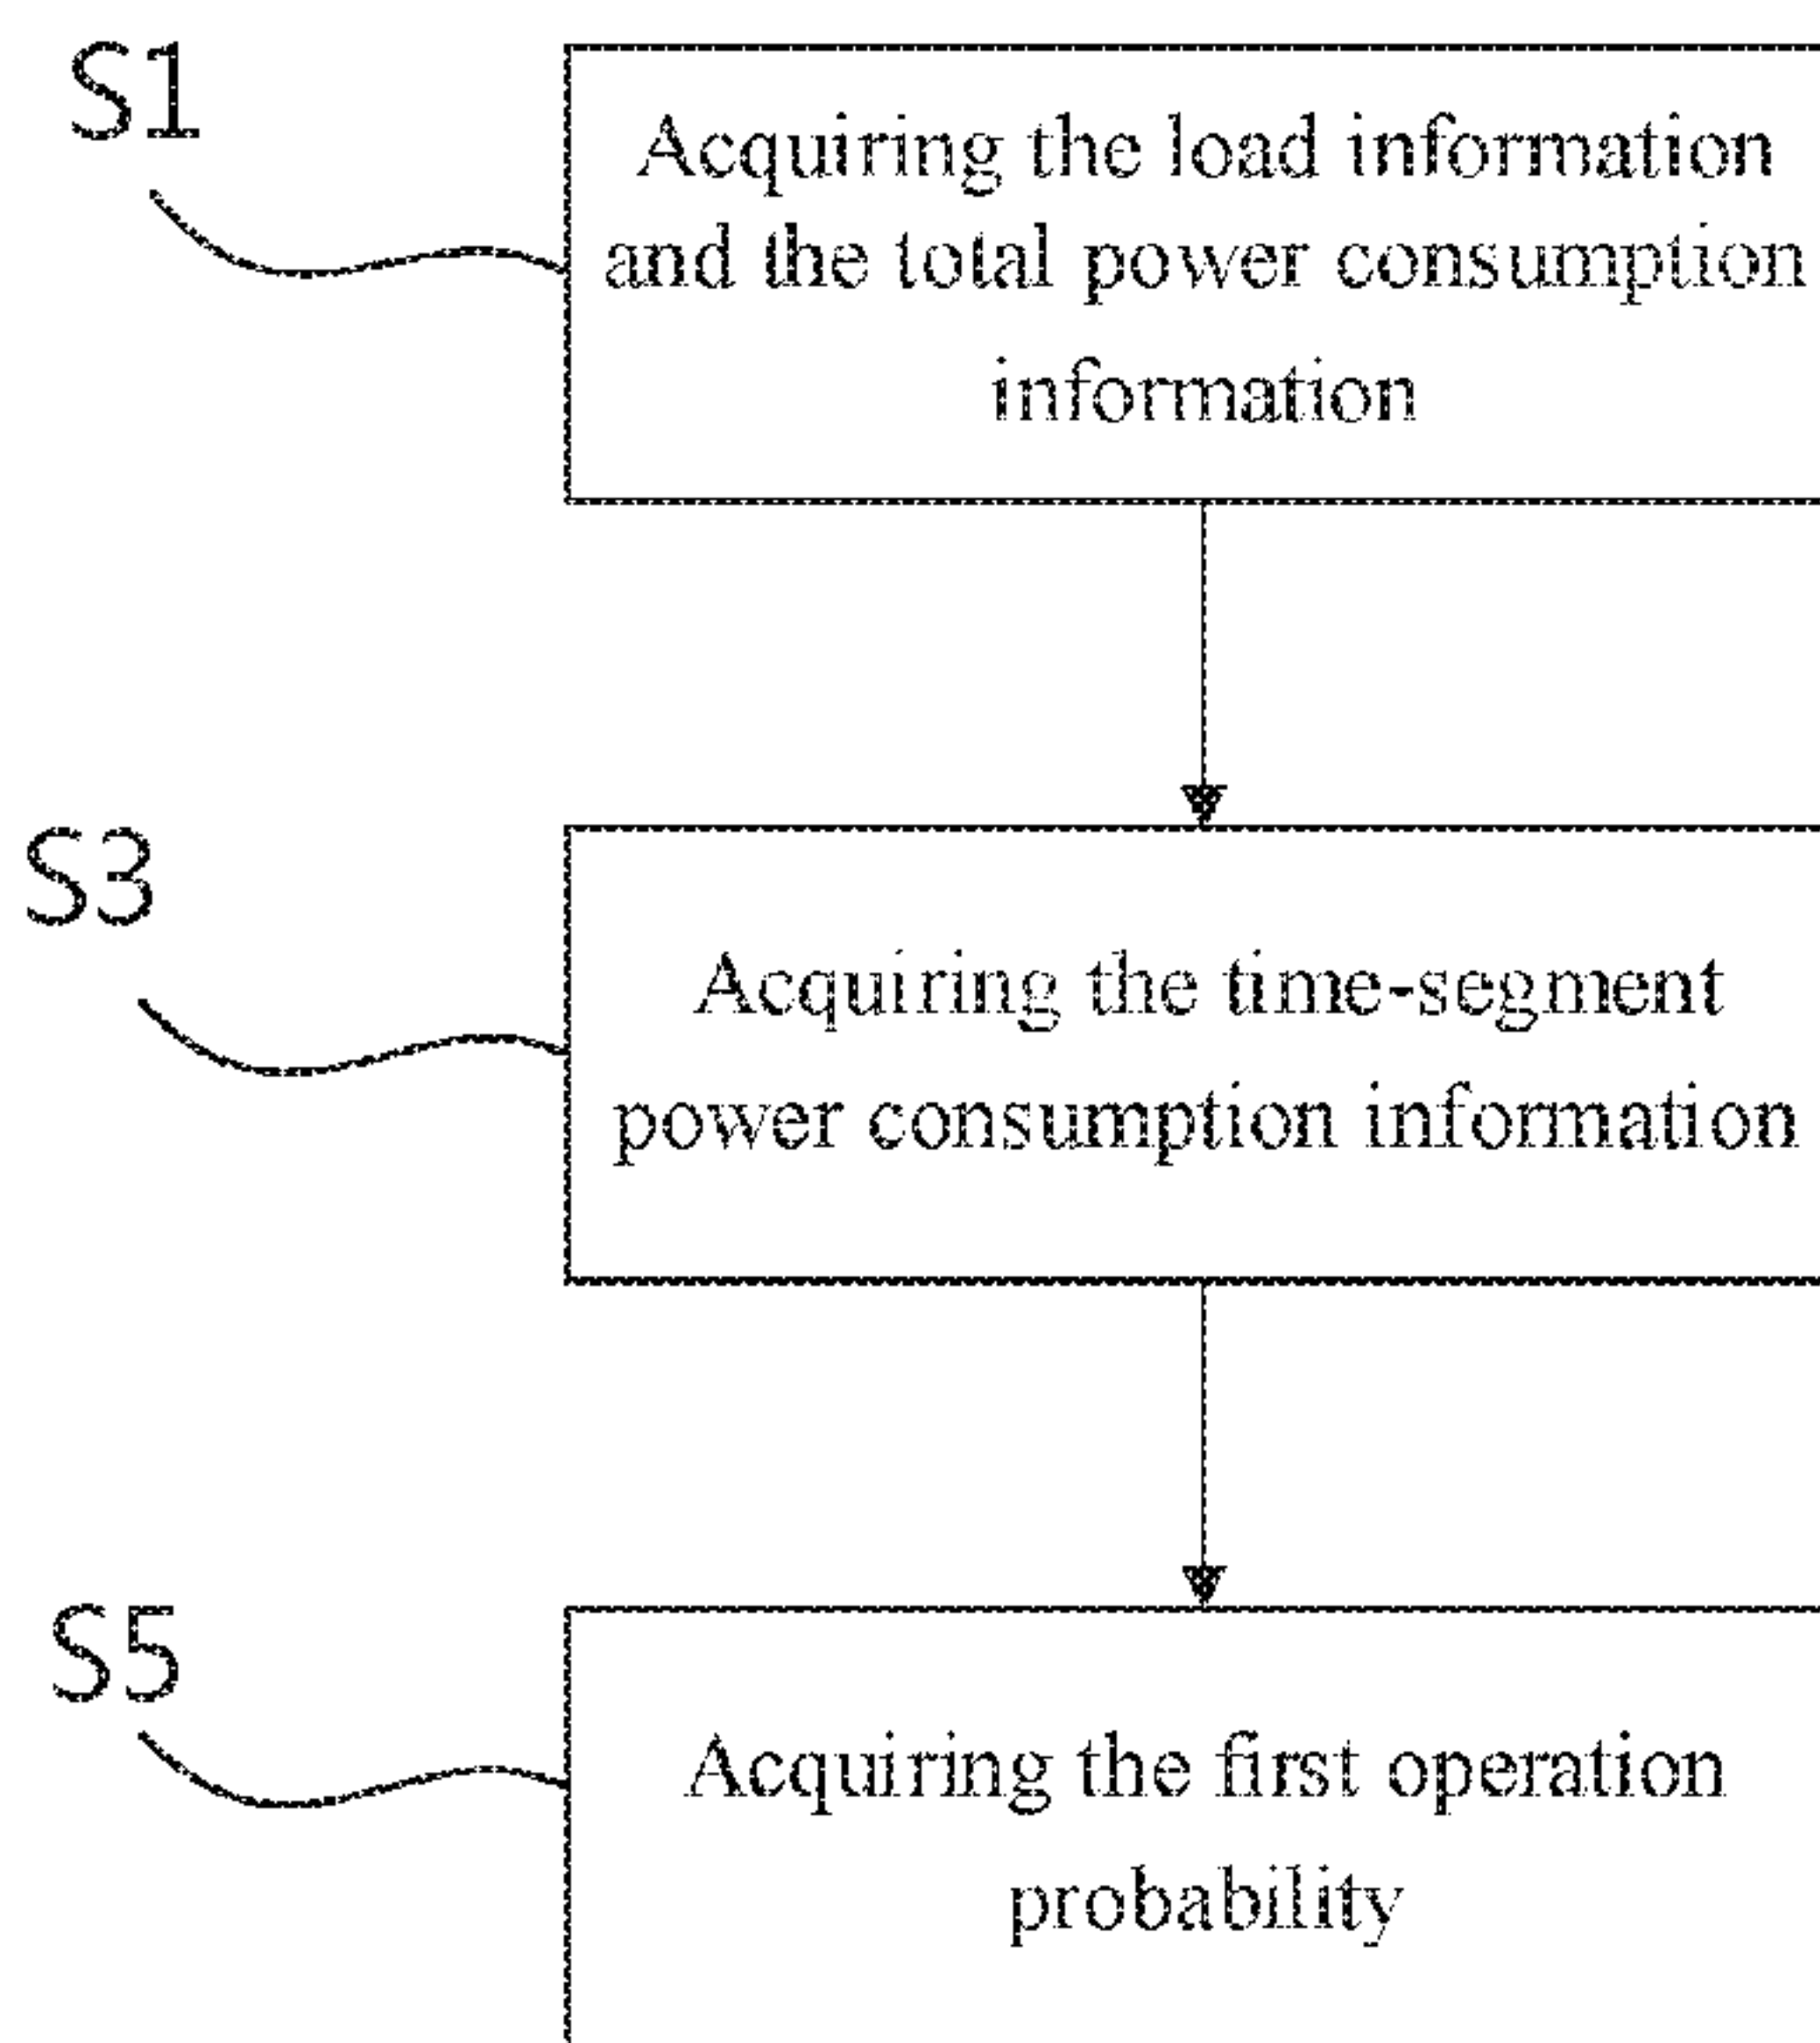 S1
Acquiring the load information
and the total power consumption
information
S3
Acquiring the time-segment
power consumption information
S5
Acquiring the first operation
probability